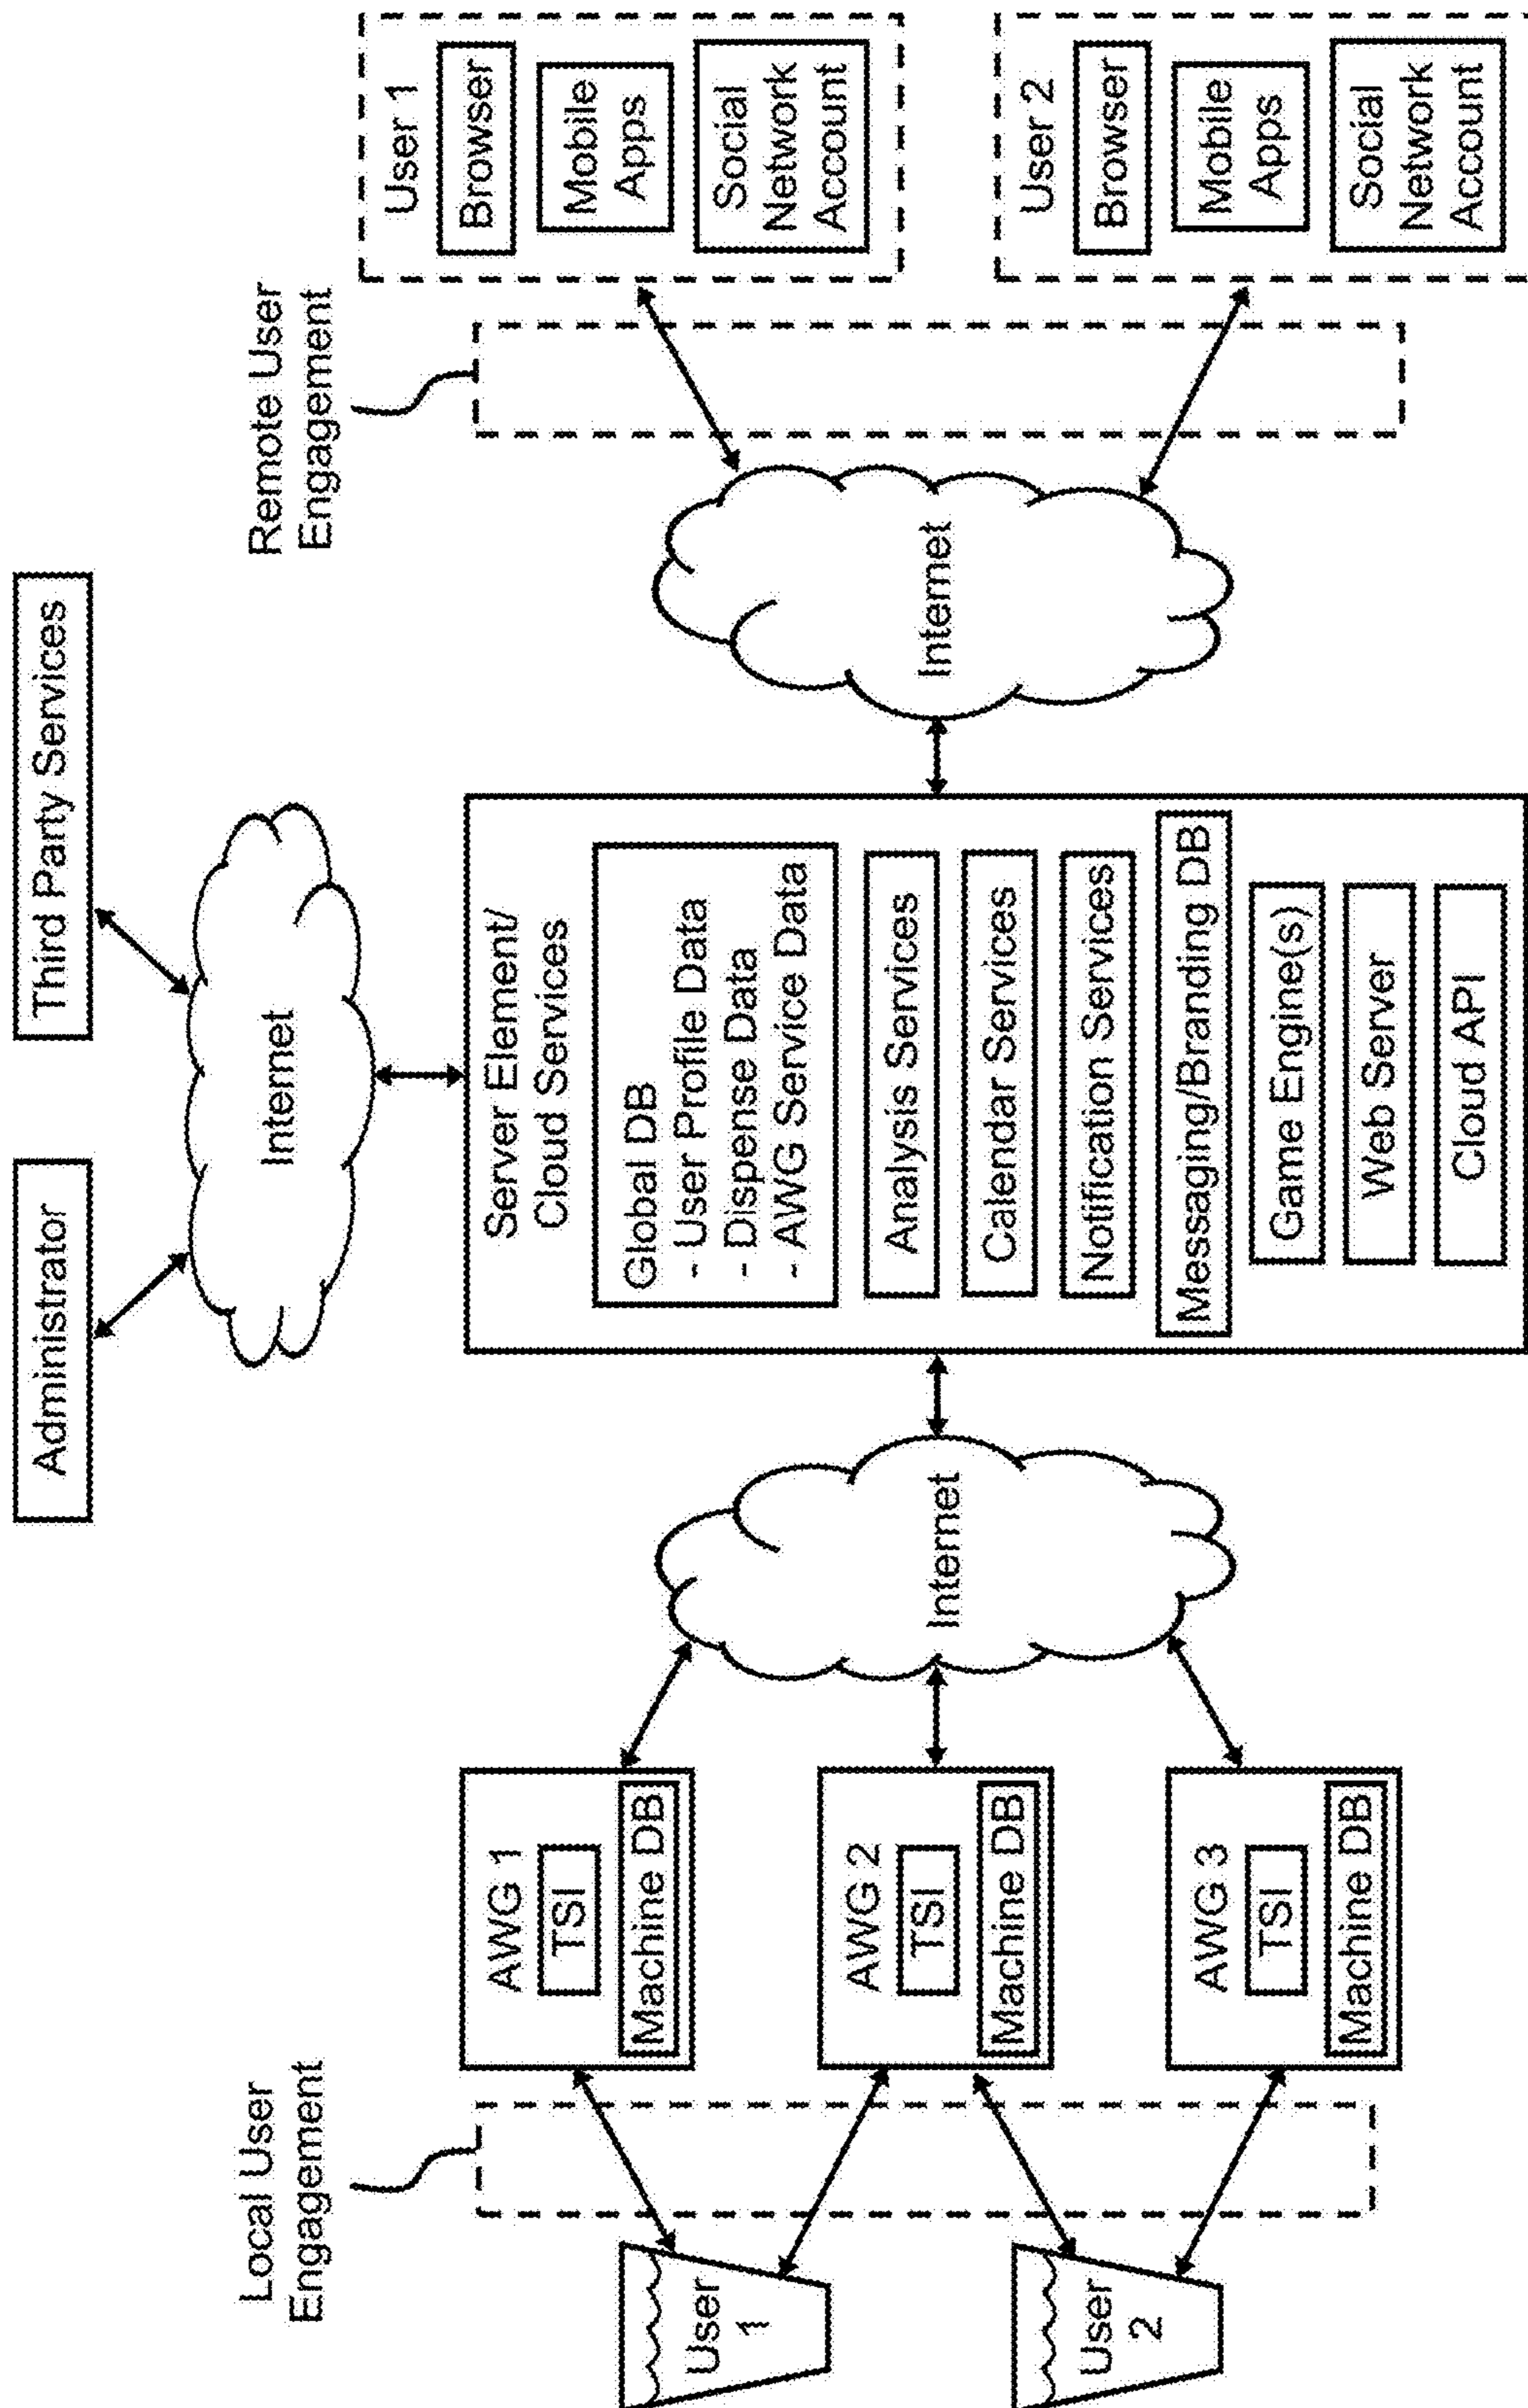 Administrator
Third Party Services
Internet
Local User
Engagement
Remote User
Engagement
User
1
User
2
AWG 1
TSI
Machine DB
AWG 2
TSI
Machine DB
AWG 3
TSI
Machine DB
Internet
Server Element/
Cloud Services
Global DB
- User Profile Data
- Dispense Data
- AWG Service Data
Analysis Services
Calendar Services
Notification Services
Messaging/Branding DB
Game Engine(s)
Web Server
Cloud API
Internet
User 1
Browser
Mobile
Apps
Social
Network
Account
User 2
Browser
Mobile
Apps
Social
Network
Account